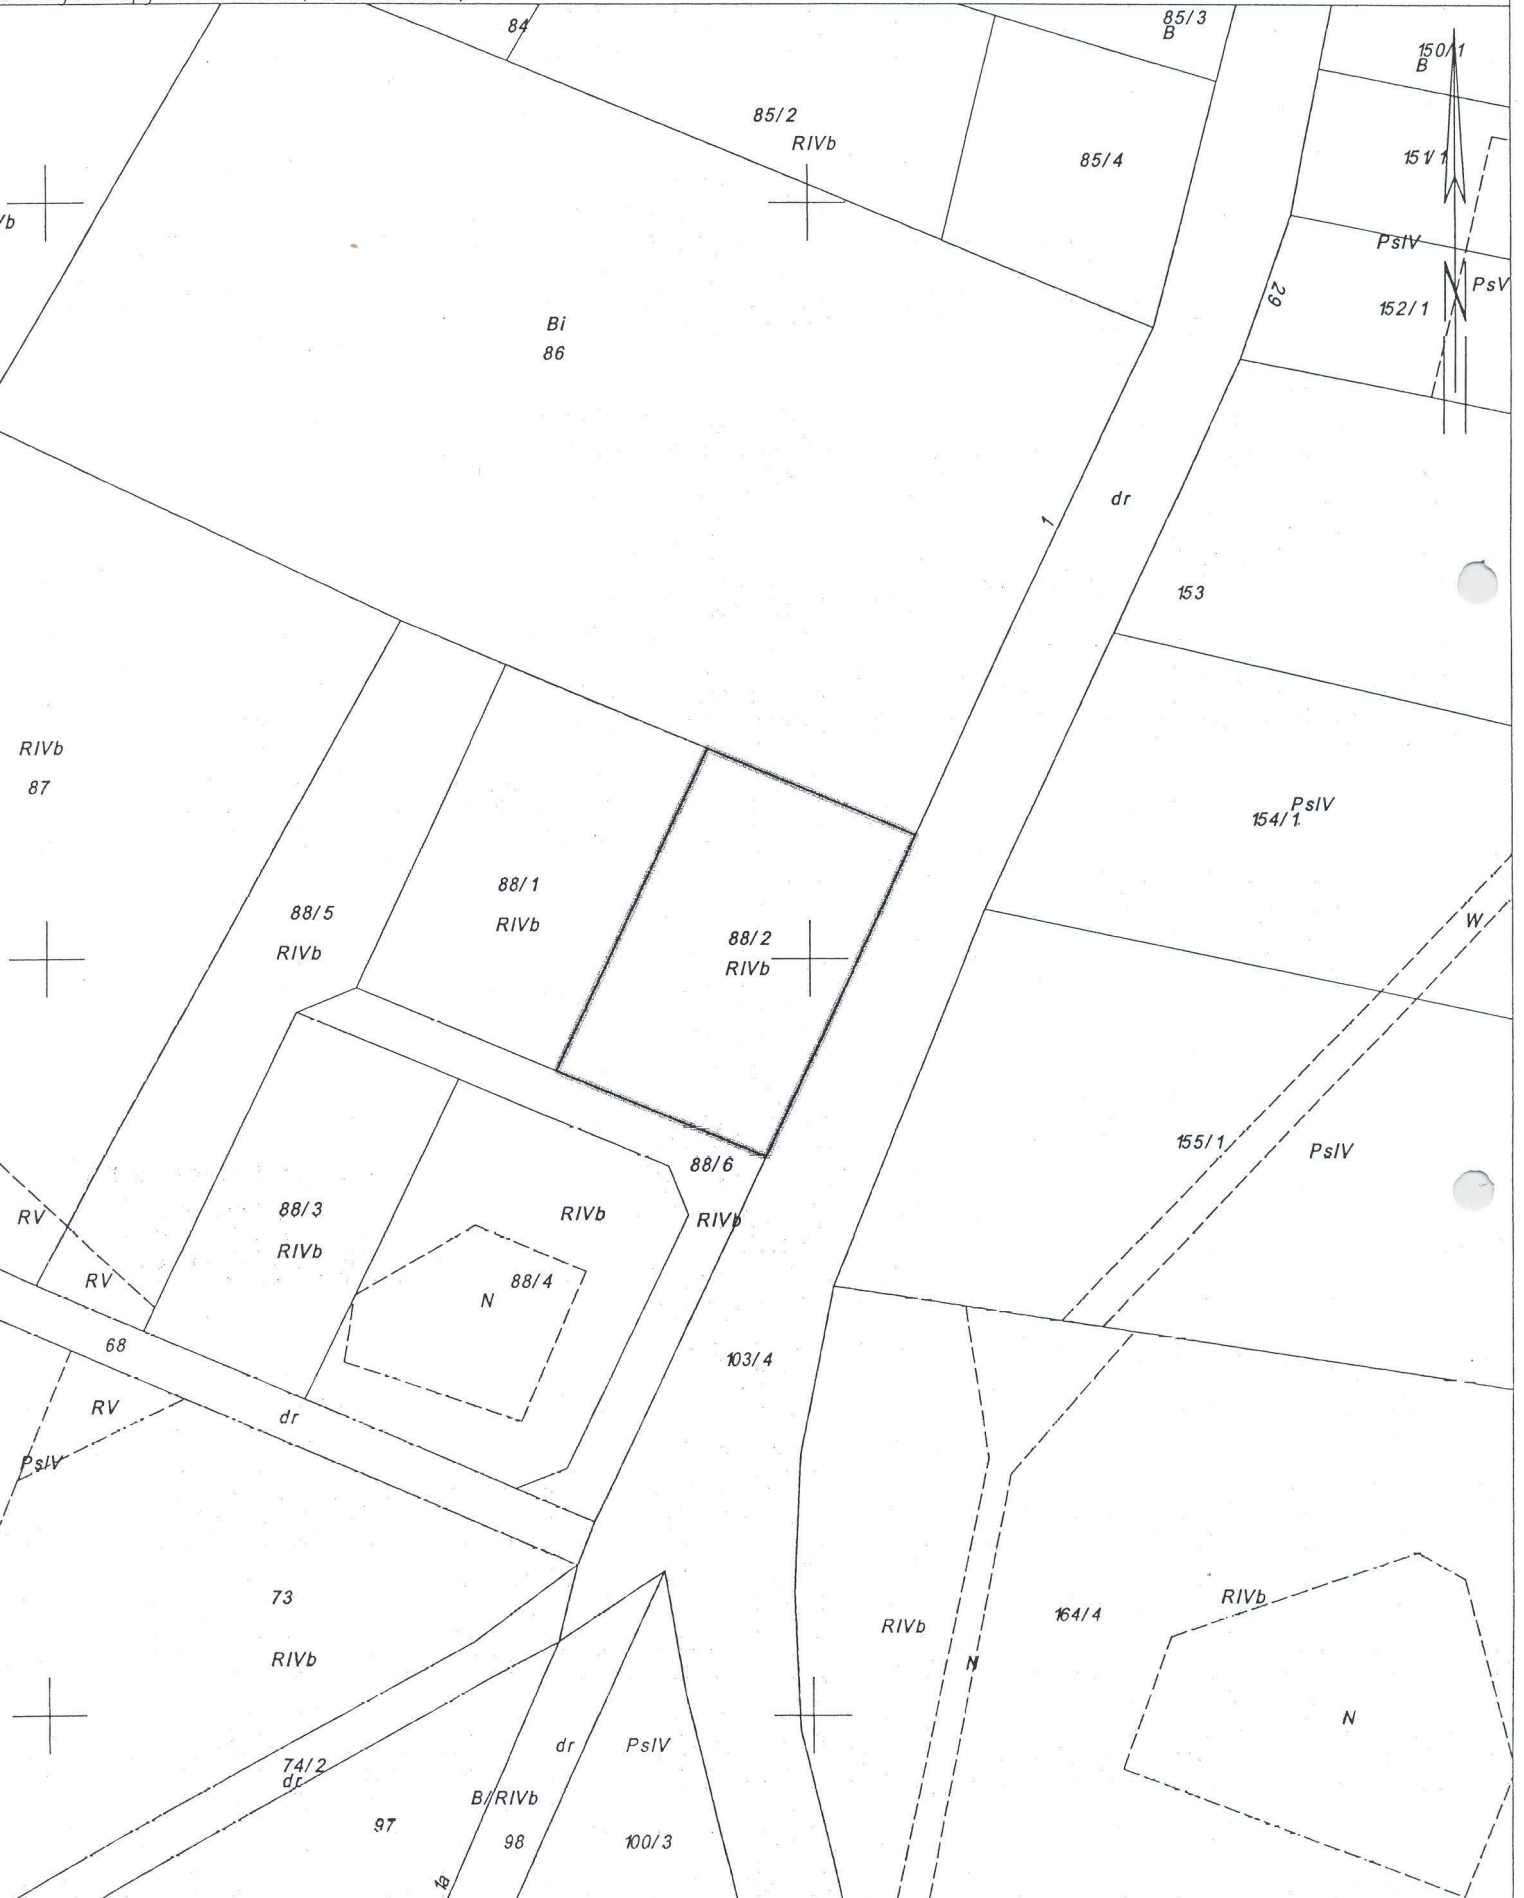 84
85/3
B
150/1
B
85/2
RIVb
85/4
151/1
/b
PsIV
PsV
29
152/1
N
Bi
86
dr
1
153
RIVb
87
PsIV
154/1
88/1
RIVb
88/5
RIVb
88/2
RIVb
W
155/1
PsIV
88/6
RIVb
RV
88/3
RIVb
RIVb
88/4
N
RV
68
103/4
RV
dr
PsIV
73
RIVb
RIVb
164/4
RIVb
N
N
74/2
dr
dr
PsIV
B/RIVb
97
98
100/3
1a